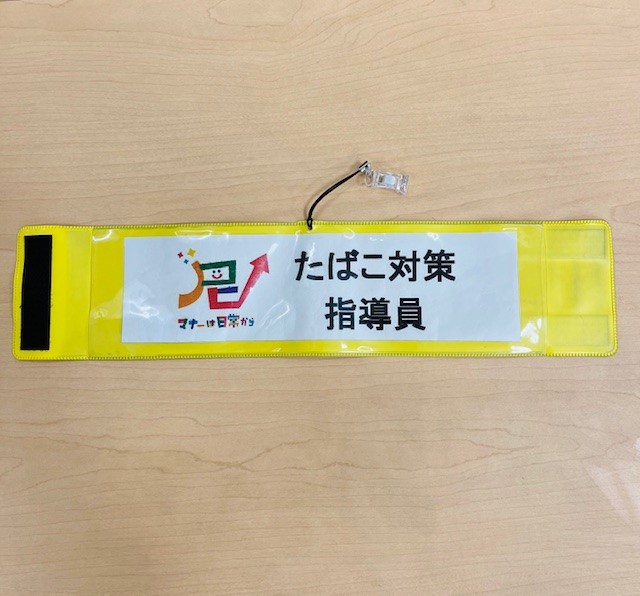 マナーは日常から
たばこ対策
指導員